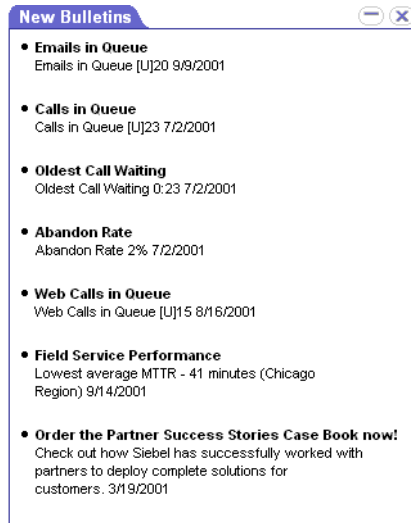 New Bulletins
Emails in Queue
Emails in Queue [U]20 9/9/2001
Calls in Queue
Calls in Queue [U]23 7/2/2001
Oldest Call Waiting
Oldest Call Waiting 0:23 7/2/2001
Abandon Rate
Abandon Rate 2% 7/2/2001
Web Calls in Queue
Web Calls in Queue [U]15 8/16/2001
Field Service Performance
Lowest average MTTR - 41 minutes (Chicago
Region) 9/14/2001
Order the Partner Success Stories Case Book now!
Check out how Siebel has successfully worked with
partners to deploy complete solutions for
customers. 3/19/2001